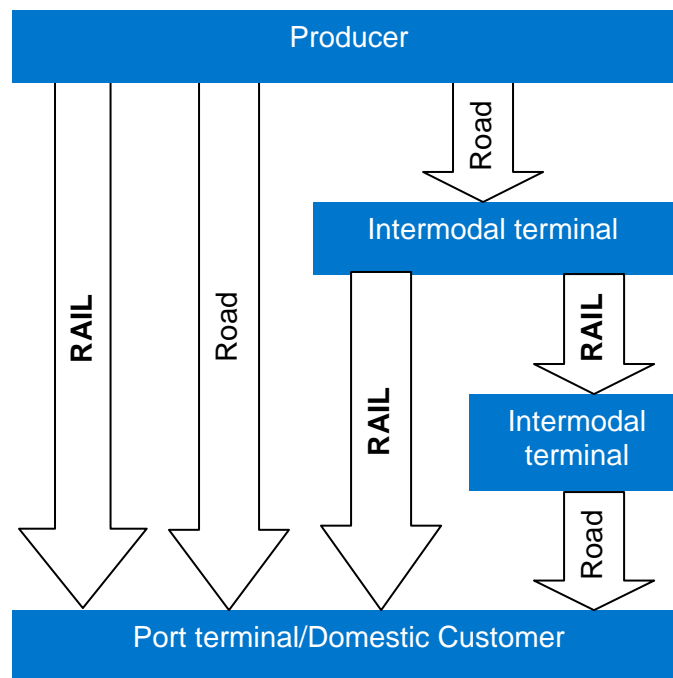 Producer
Road
Intermodal terminal
RAIL
Road
RAIL
RAIL
Intermodal
terminal
Road
Port terminal/Domestic Customer